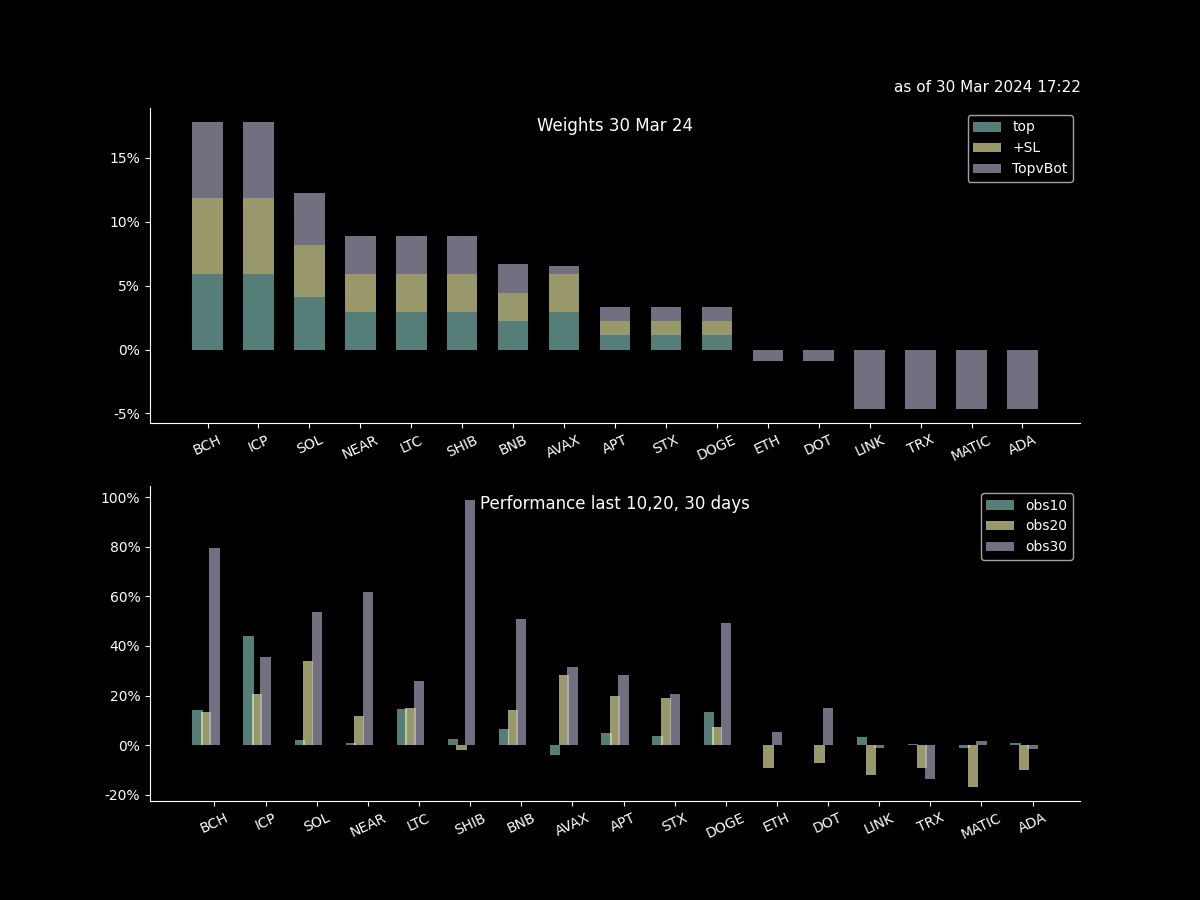 as of 30 Mar 2024 17:22
Weights 30 Mar 24
top
+SL
TopvBot
15%
10%
5%
0%
-5%
BCH ICP SOL NEAR LTC SHIB BNB AVAX APT STX DOGE ETH DOT LINK TRX MATIC ADA
Performance last 10,20, 30 days
obs10
obs20
obs30
100%
80%
60%
40%
20%
0%
-20%
BCH ICP SOL NEAR LTC SHIB BNB AVAX APT STX DOGE ETH DOT LINK TRX MATIC ADA